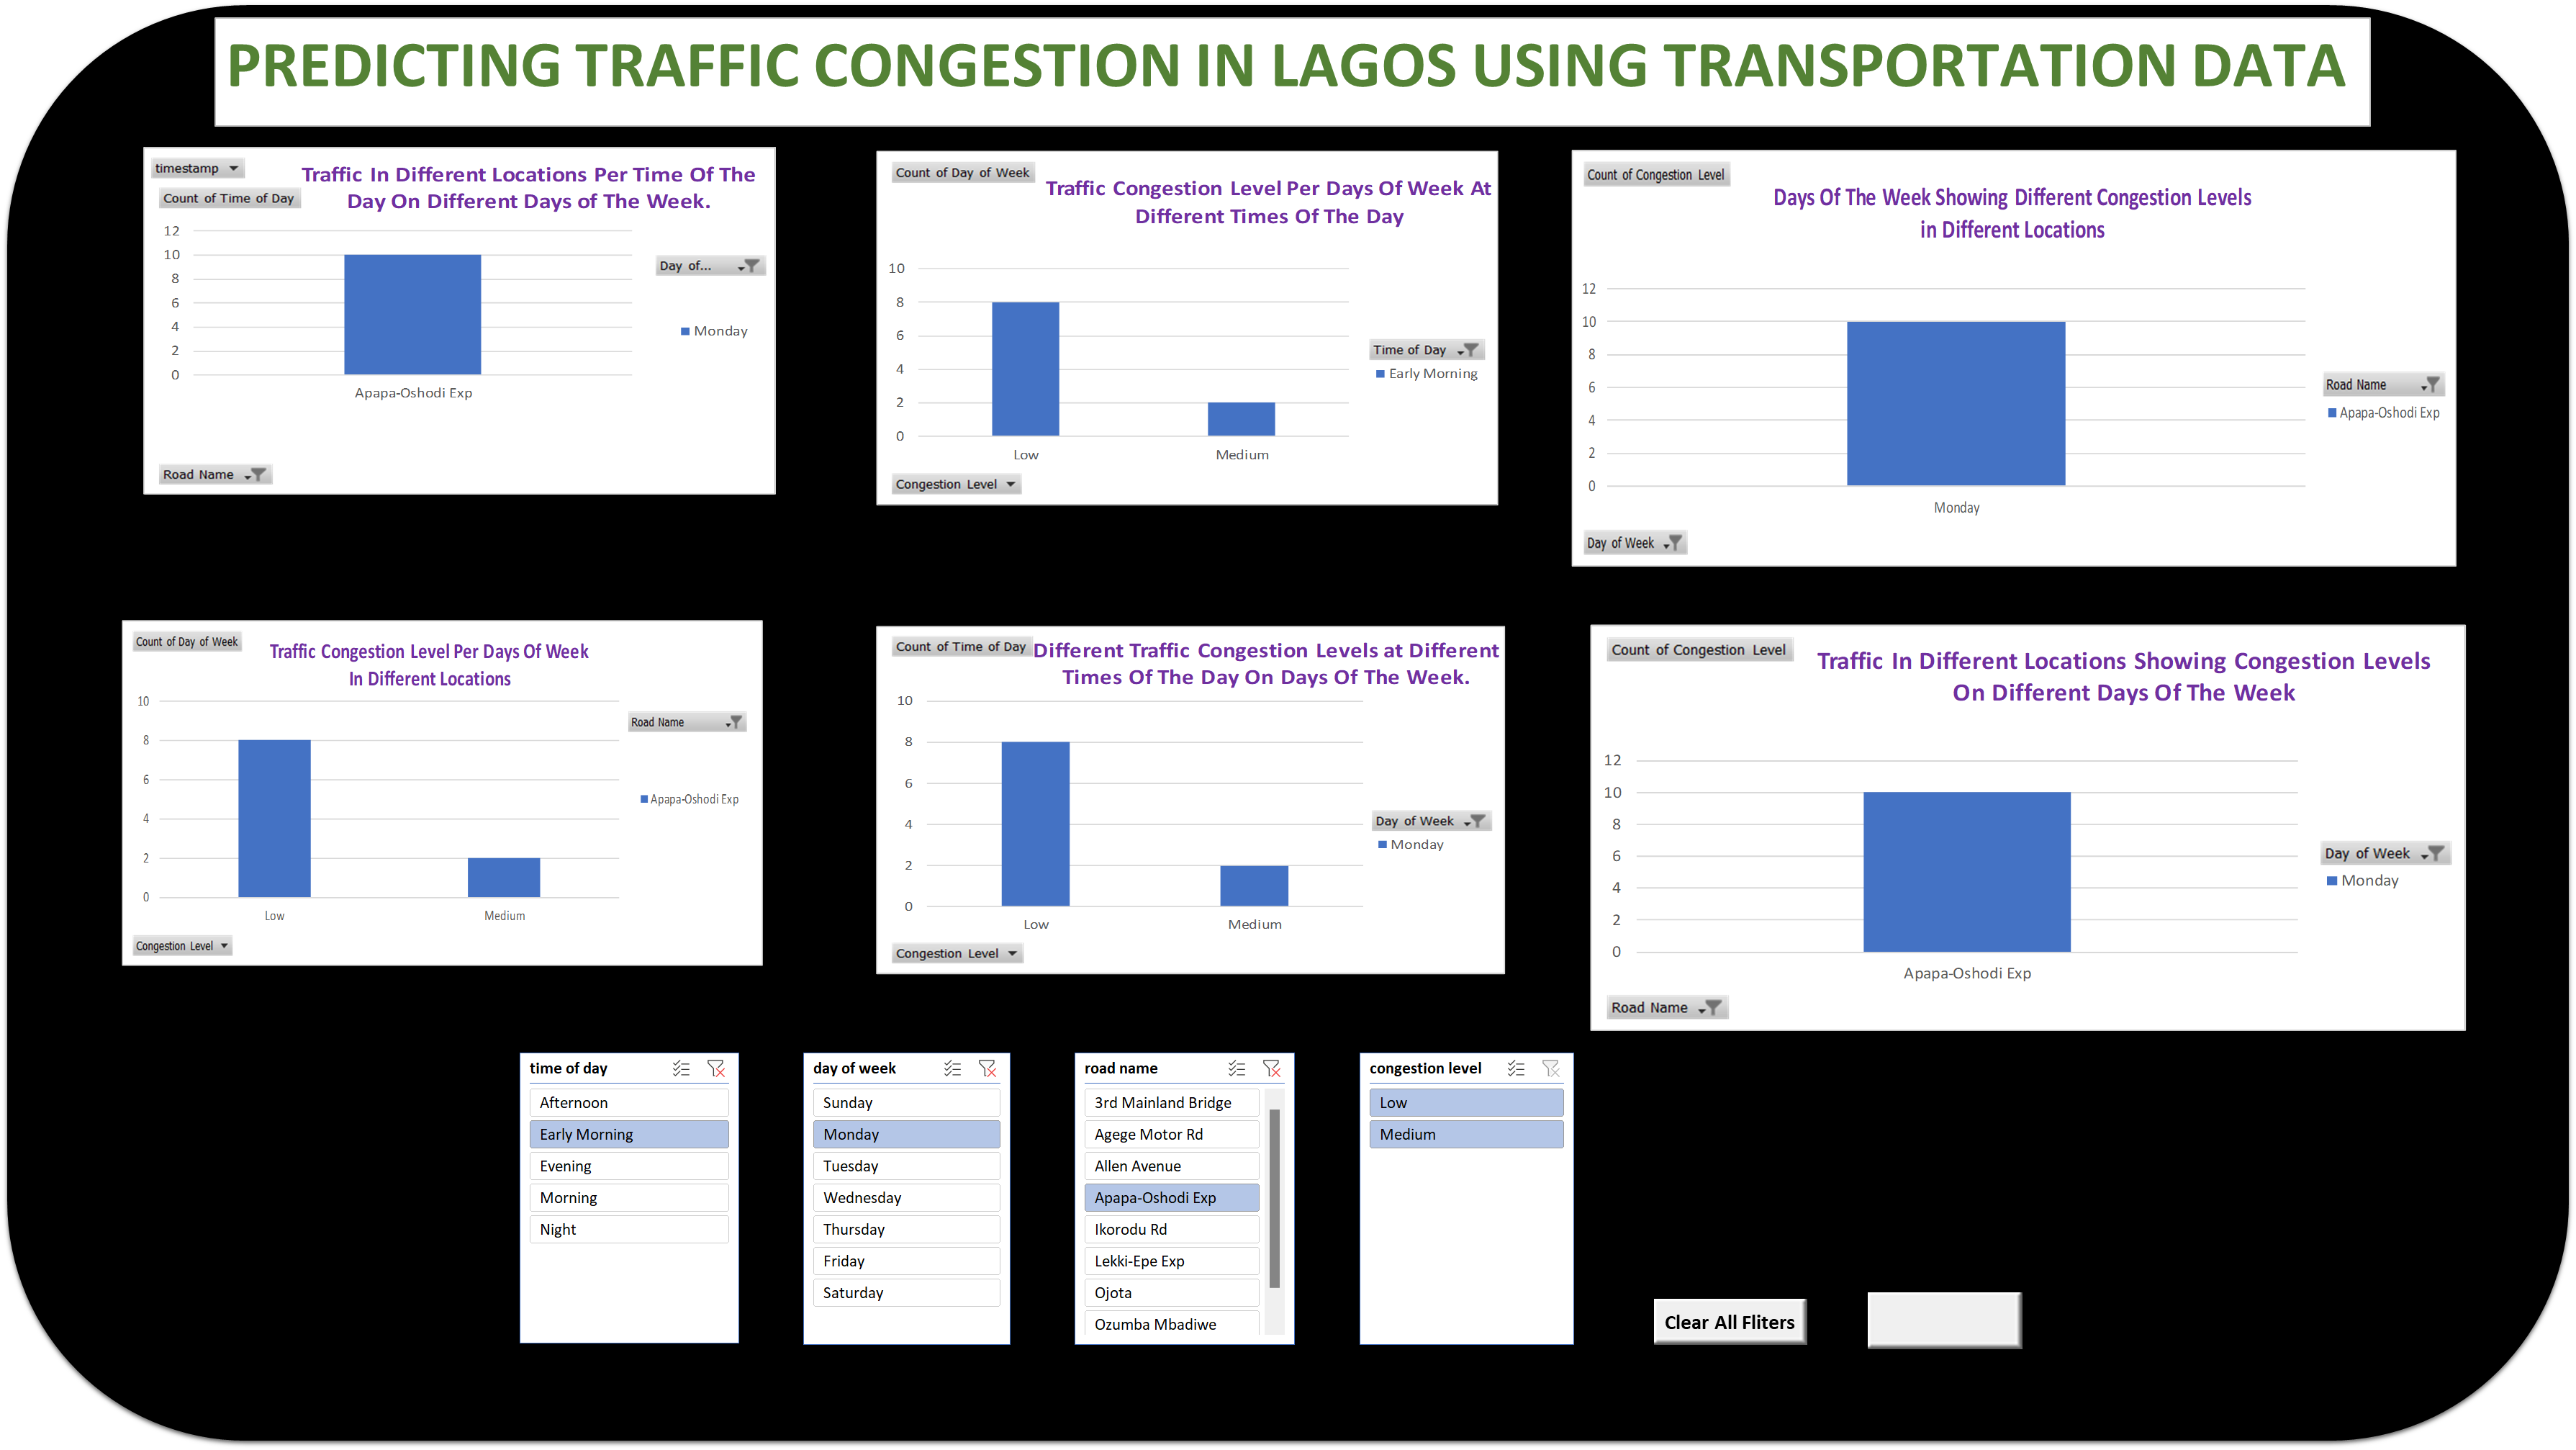 PREDICTING TRAFFIC CONGESTION IN LAGOS USING TRANSPORTATION DATA
timestamp
Count of Time of Day
Traffic In Different Locations Per Time Of The
Day On Different Days of The Week.
12
10
8
6
4
2
0
Apapa-Oshodi Exp
Day of...
Monday
Road Name
Count of Day of Week
Traffic Congestion Level Per Days Of Week At
Different Times Of The Day
10
8
6
4
2
0
Low
Medium
Time of Day
Early Morning
Congestion Level
Count of Congestion Level
Days Of The Week Showing Different Congestion Levels
in Different Locations
12
10
8
6
4
2
0
Monday
Road Name
Apapa-Oshodi Exp
Day of Week
Count of Day of Week
Traffic Congestion Level Per Days Of Week
In Different Locations
10
8
6
4
2
0
Low
Medium
Road Name
Apapa-Oshodi Exp
Congestion Level
Count of Time of Day
Different Traffic Congestion Levels at Different
Times Of The Day On Days Of The Week.
10
8
6
4
2
0
Low
Medium
Day of Week
Monday
Congestion Level
Count of Congestion Level
Traffic In Different Locations Showing Congestion Levels
On Different Days Of The Week
12
10
8
6
4
2
0
Apapa-Oshodi Exp
Day of Week
Monday
Road Name
time of day
Afternoon
Early Morning
Evening
Morning
Night
day of week
Sunday
Monday
Tuesday
Wednesday
Thursday
Friday
Saturday
road name
3rd Mainland Bridge
Agege Motor Rd
Allen Avenue
Apapa-Oshodi Exp
Ikorodu Rd
Lekki-Epe Exp
Ojota
Ozumba Mbadiwe
congestion level
Low
Medium
Clear All Fliters